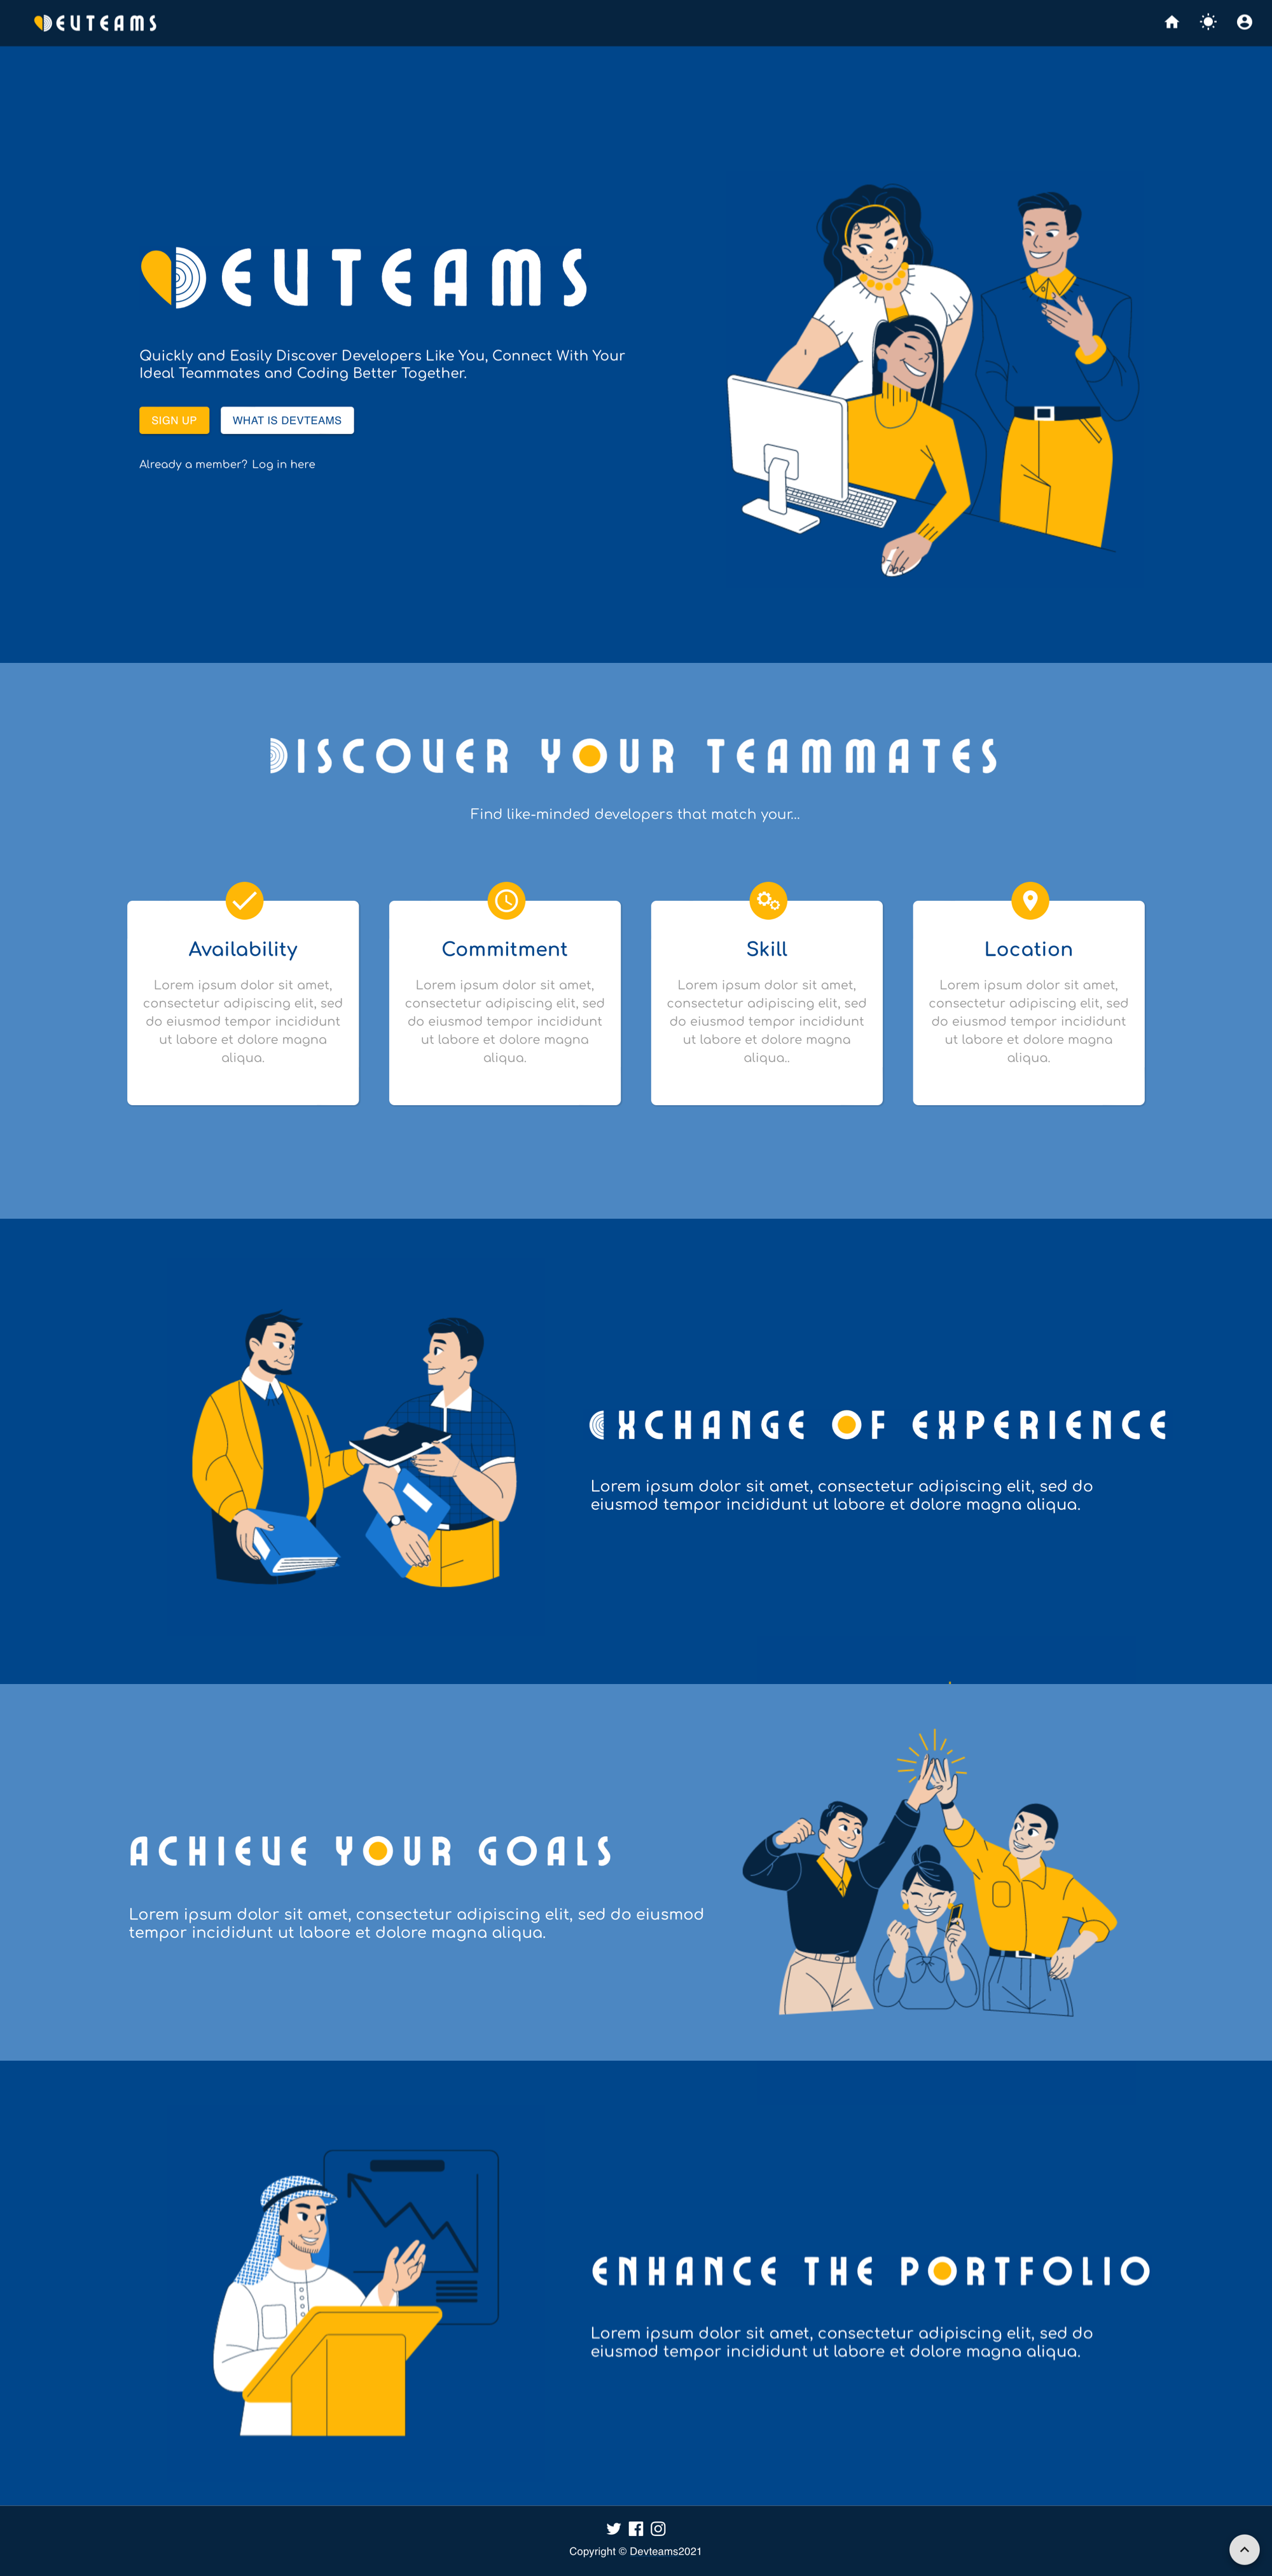 DEVTEAMS
DEVTEAMS
Quickly and Easily Discover Developers Like You, Connect With Your
Ideal Teammates and Coding Better Together.
SIGN UP
WHAT IS DEVTEAMS
Already a member? Log in here
DISCOVER YOUR TEAMMATES
Find like-minded developers that match your...
Availability
Lorem ipsum dolor sit amet,
consectetur adipiscing elit, sed
do eiusmod tempor incididunt
ut labore et dolore magna
aliqua.
Commitment
Lorem ipsum dolor sit amet,
consectetur adipiscing elit, sed
do eiusmod tempor incididunt
ut labore et dolore magna
aliqua.
Skill
Lorem ipsum dolor sit amet,
consectetur adipiscing elit, sed
do eiusmod tempor incididunt
ut labore et dolore magna
aliqua..
Location
Lorem ipsum dolor sit amet,
consectetur adipiscing elit, sed
do eiusmod tempor incididunt
ut labore et dolore magna
aliqua.
EXCHANGE OF EXPERIENCE
Lorem ipsum dolor sit amet, consectetur adipiscing elit, sed do
eiusmod tempor incididunt ut labore et dolore magna aliqua.
ACHIEVE YOUR GOALS
Lorem ipsum dolor sit amet, consectetur adipiscing elit, sed do eiusmod
tempor incididunt ut labore et dolore magna aliqua.
ENHANCE THE PORTFOLIO
Lorem ipsum dolor sit amet, consectetur adipiscing elit, sed do
eiusmod tempor incididunt ut labore et dolore magna aliqua.
Copyright © Devteams2021